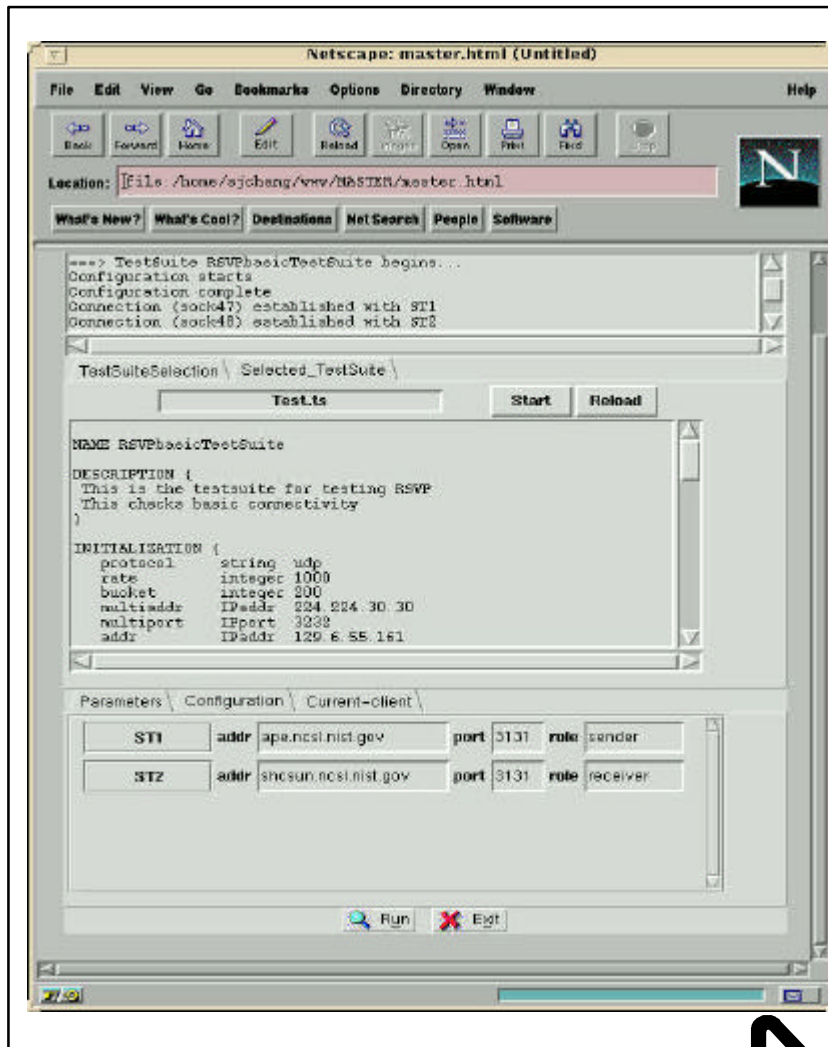 Netscape: master.html (Untitled)
File Edit View Go Bookmarks Options Directory Window Help
Back Forward Home Edit Reload Images Open Print Find Stop
Location: file:/home/sjchang/www/MASTER/master.html
N
What's New? What's Cool? Destinations Net Search People Software
===> TestSuite RSVPbasicTestSuite begins...
Configuration starts
Configuration complete
Connection (sock47) established with ST1
Connection (sock48) established with ST2
TestSuiteSelection \ Selected_TestSuite \
Test.ts Start Reload
NAME RSVPbasicTestSuite
DESCRIPTION {
This is the testsuite for testing RSVP
This checks basic connectivity
}
INITIALIZATION {
protocol string udp
rate integer 1000
bucket integer 200
multiaddr IPaddr 224.224.30.30
multiport IPport 3232
addr IPaddr 129.6.55.161
Parameters \ Configuration \ Current-client \
ST1 addr ape.ncsl.nist.gov port 3131 role sender
ST2 addr shcsun.ncsl.nist.gov port 3131 role receiver
Run Exit